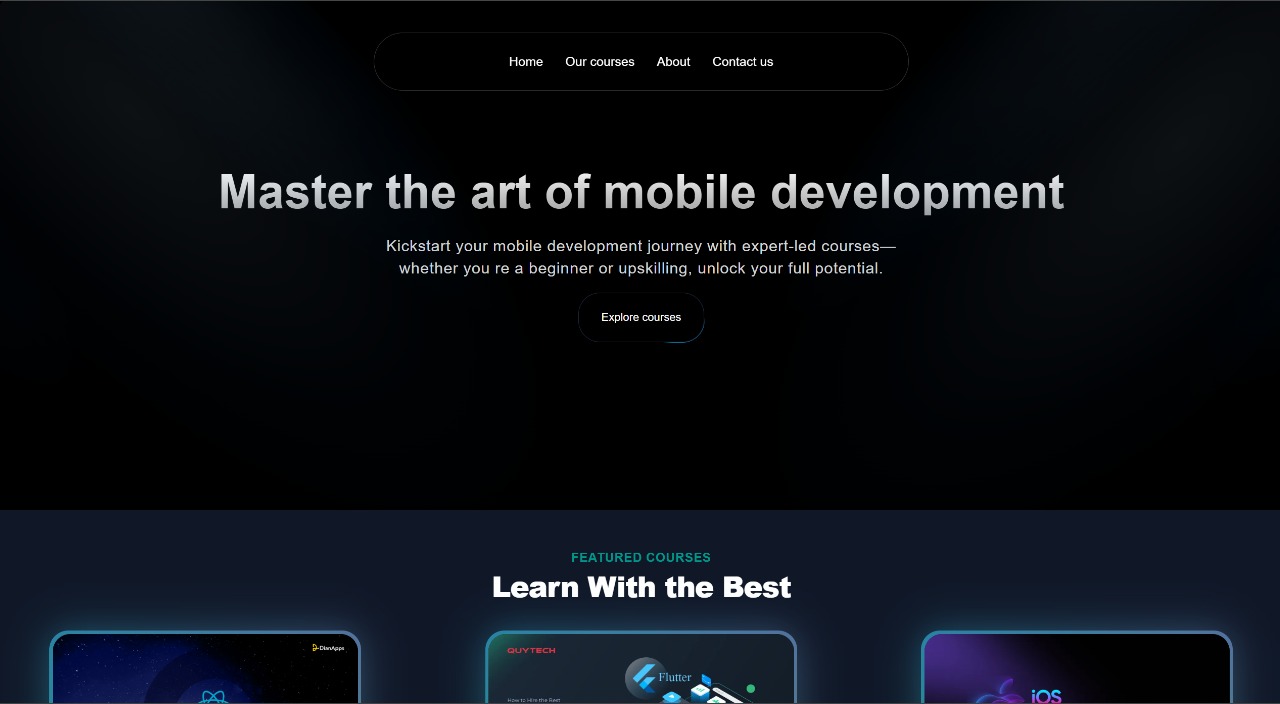 Home Our courses About Contact us
Master the art of mobile development
Kickstart your mobile development journey with expert-led courses—
whether you re a beginner or upskilling, unlock your full potential.
Explore courses
FEATURED COURSES
Learn With the Best
DianApps
QUYTECH
Flutter
How to Hire the Best
iOS